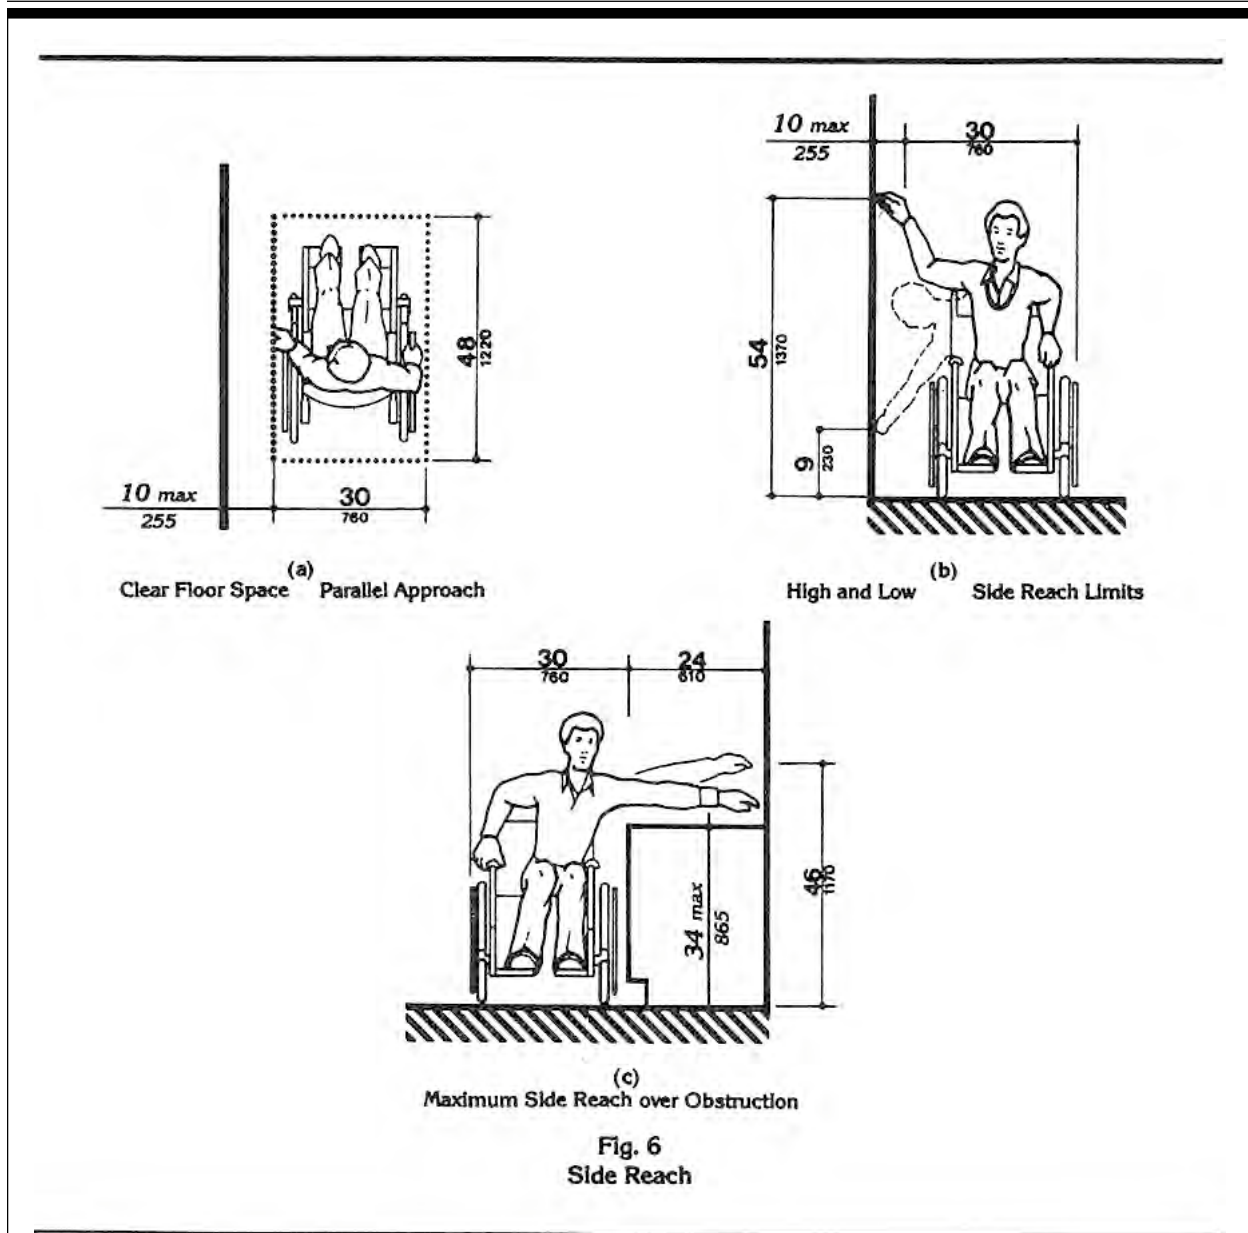 10 max
255
30
760
48
1220
(a)
Clear Floor Space Parallel Approach
10 max
255
30
760
54
1370
9
230
(b)
High and Low Side Reach Limits
30
760
24
610
34 max
865
46
1170
(c)
Maximum Side Reach over Obstruction
Fig. 6
Side Reach